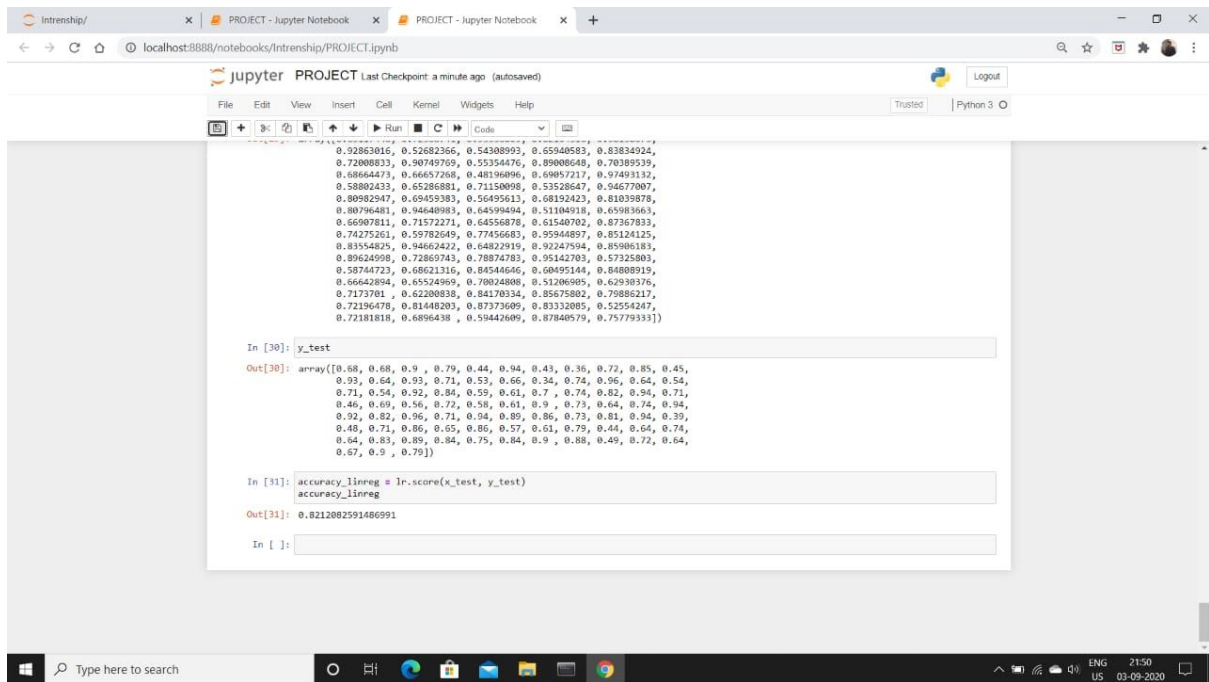 Intrenship/
PROJECT - Jupyter Notebook
PROJECT - Jupyter Notebook
localhost:8888/notebooks/Intrenship/PROJECT.ipynb
jupyter PROJECT Last Checkpoint: a minute ago (autosaved)
Logout
File Edit View Insert Cell Kernel Widgets Help
Trusted Python 3
Run Code
0.92863016, 0.52682366, 0.54308993, 0.65940583, 0.83834924,
0.72008833, 0.90749769, 0.55354476, 0.89008648, 0.70389539,
0.68664473, 0.66657268, 0.48196096, 0.69057217, 0.97493132,
0.58802433, 0.65286881, 0.71150098, 0.53528647, 0.94677007,
0.80982947, 0.69459383, 0.56495613, 0.68192423, 0.81039878,
0.80796481, 0.94640983, 0.64599494, 0.51104918, 0.65983663,
0.66907811, 0.71572271, 0.64556878, 0.61540702, 0.87367833,
0.74275261, 0.59782649, 0.77456683, 0.95944897, 0.85124125,
0.83554825, 0.94662422, 0.64822919, 0.92247594, 0.85906183,
0.89624998, 0.72869743, 0.78874783, 0.95142703, 0.57325803,
0.58744723, 0.68621316, 0.84544646, 0.60495144, 0.84808919,
0.66642894, 0.65524969, 0.70024808, 0.51206905, 0.62930376,
0.7173701 , 0.62200838, 0.84170334, 0.85675802, 0.79886217,
0.72196478, 0.81448203, 0.87373609, 0.83332085, 0.52554247,
0.72181818, 0.6896438 , 0.59442609, 0.87840579, 0.75779333])
In [30]: y_test
Out[30]: array([0.68, 0.68, 0.9 , 0.79, 0.44, 0.94, 0.43, 0.36, 0.72, 0.85, 0.45,
0.93, 0.64, 0.93, 0.71, 0.53, 0.66, 0.34, 0.74, 0.96, 0.64, 0.54,
0.71, 0.54, 0.92, 0.84, 0.59, 0.61, 0.7 , 0.74, 0.82, 0.94, 0.71,
0.46, 0.69, 0.56, 0.72, 0.58, 0.61, 0.9 , 0.73, 0.64, 0.74, 0.94,
0.92, 0.82, 0.96, 0.71, 0.94, 0.89, 0.86, 0.73, 0.81, 0.94, 0.39,
0.48, 0.71, 0.86, 0.65, 0.86, 0.57, 0.61, 0.79, 0.44, 0.64, 0.74,
0.64, 0.83, 0.89, 0.84, 0.75, 0.84, 0.9 , 0.88, 0.49, 0.72, 0.64,
0.67, 0.9 , 0.79])
In [31]: accuracy_linreg = lr.score(x_test, y_test)
accuracy_linreg
Out[31]: 0.8212082591486991
In [ ]:
Type here to search
ENG 21:50
US 03-09-2020